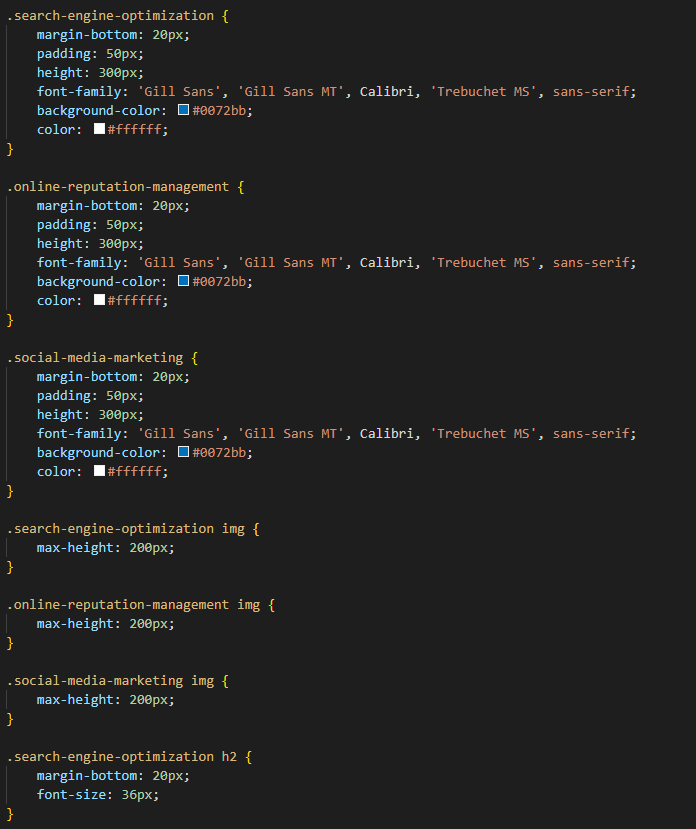 .search-engine-optimization {
    margin-bottom: 20px;
    padding: 50px;
    height: 300px;
    font-family: 'Gill Sans', 'Gill Sans MT', Calibri, 'Trebuchet MS', sans-serif;
    background-color: #0072bb;
    color: #ffffff;
}

.online-reputation-management {
    margin-bottom: 20px;
    padding: 50px;
    height: 300px;
    font-family: 'Gill Sans', 'Gill Sans MT', Calibri, 'Trebuchet MS', sans-serif;
    background-color: #0072bb;
    color: #ffffff;
}

.social-media-marketing {
    margin-bottom: 20px;
    padding: 50px;
    height: 300px;
    font-family: 'Gill Sans', 'Gill Sans MT', Calibri, 'Trebuchet MS', sans-serif;
    background-color: #0072bb;
    color: #ffffff;
}

.search-engine-optimization img {
    max-height: 200px;
}

.online-reputation-management img {
    max-height: 200px;
}

.social-media-marketing img {
    max-height: 200px;
}

.search-engine-optimization h2 {
    margin-bottom: 20px;
    font-size: 36px;
}